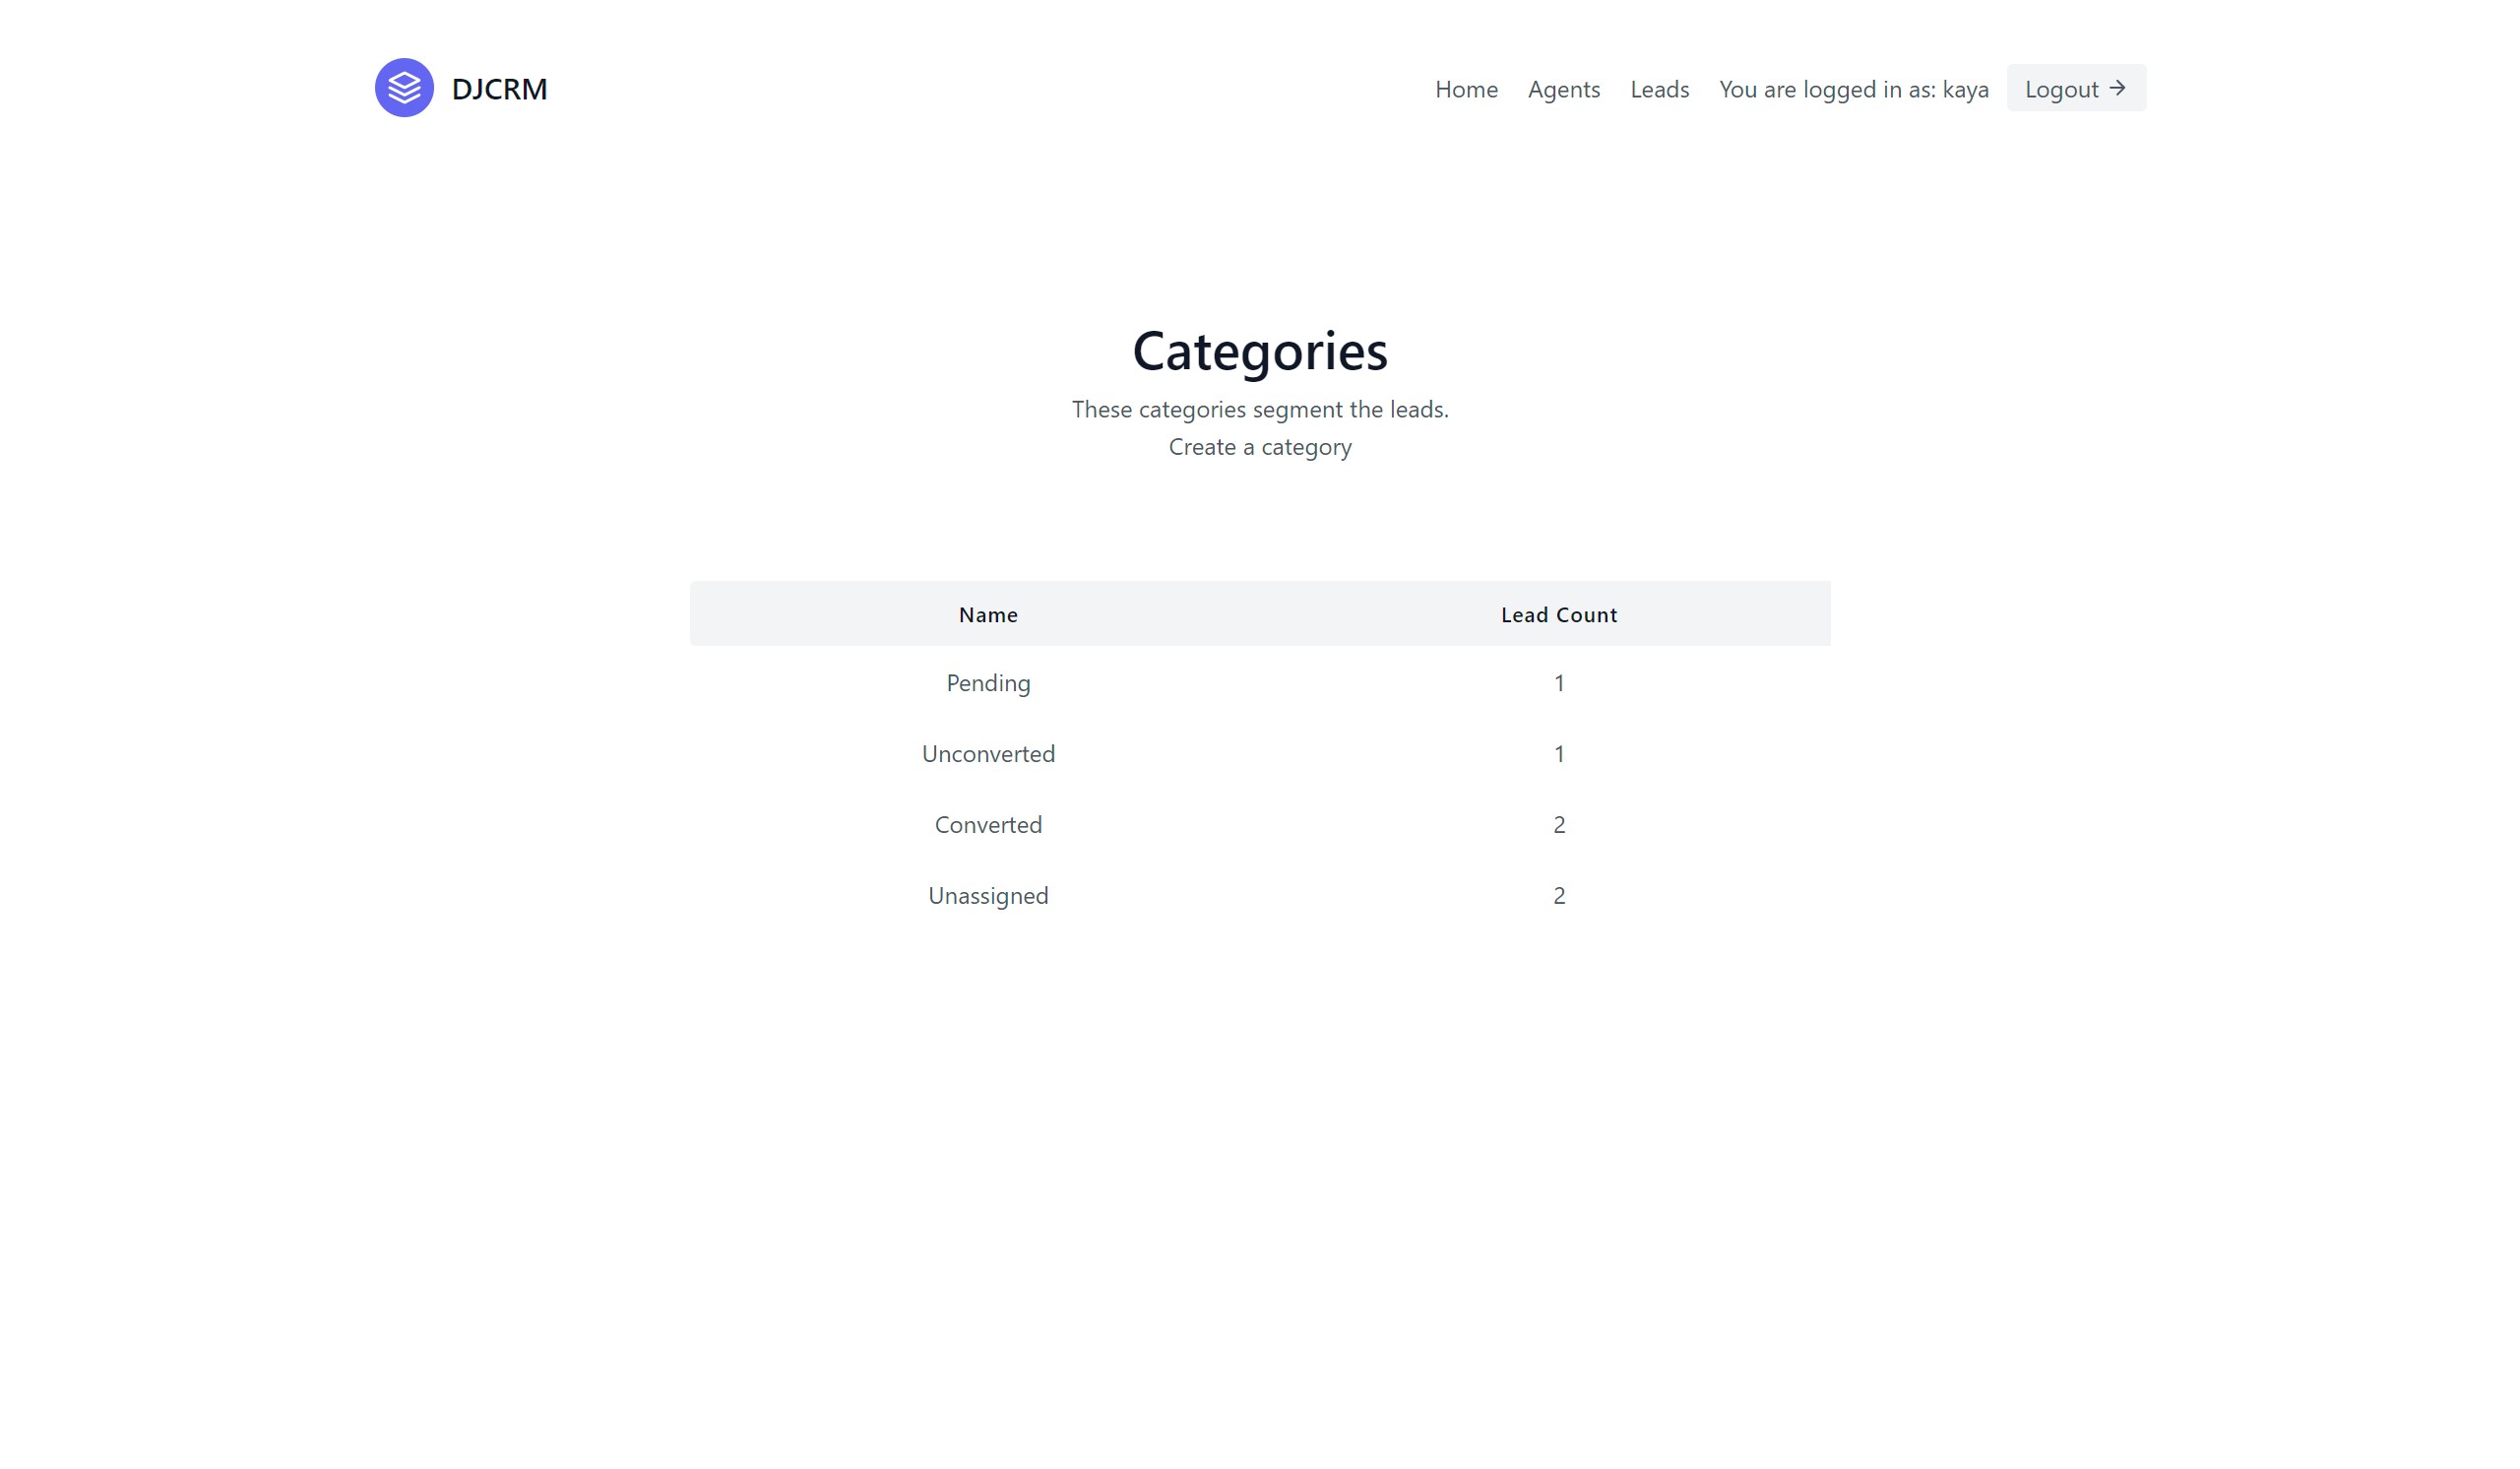 DJCRM
Home Agents Leads You are logged in as: kaya Logout →
Categories
These categories segment the leads.
Create a category
Name Lead Count
Pending 1
Unconverted 1
Converted 2
Unassigned 2